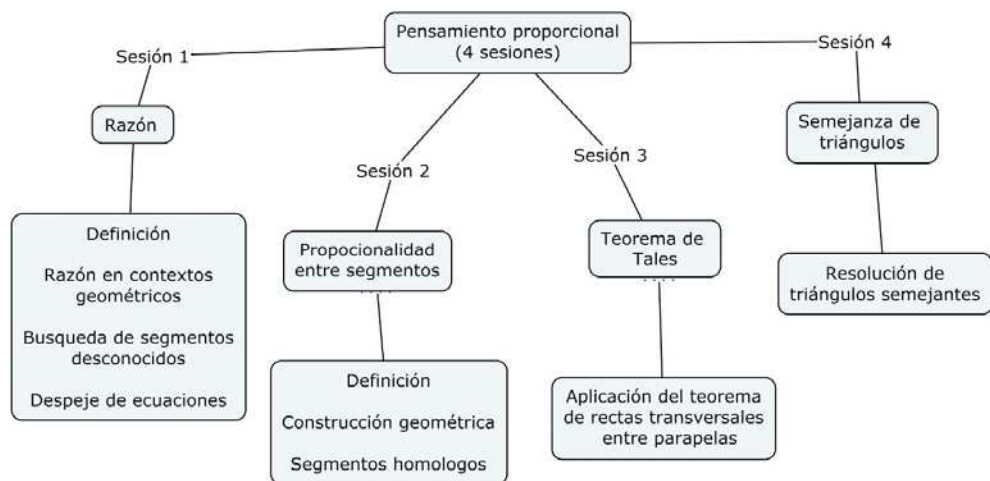 Pensamiento proporcional
(4 sesiones)
Sesión 1
Razón
Definición
Razón en contextos
geométricos
Busqueda de segmentos
desconocidos
Despeje de ecuaciones
Sesión 2
Propocionalidad
entre segmentos
Definición
Construcción geométrica
Segmentos homologos
Sesión 3
Teorema de
Tales
Aplicación del teorema
de rectas transversales
entre parapelas
Sesión 4
Semejanza de
triángulos
Resolución de
triángulos semejantes